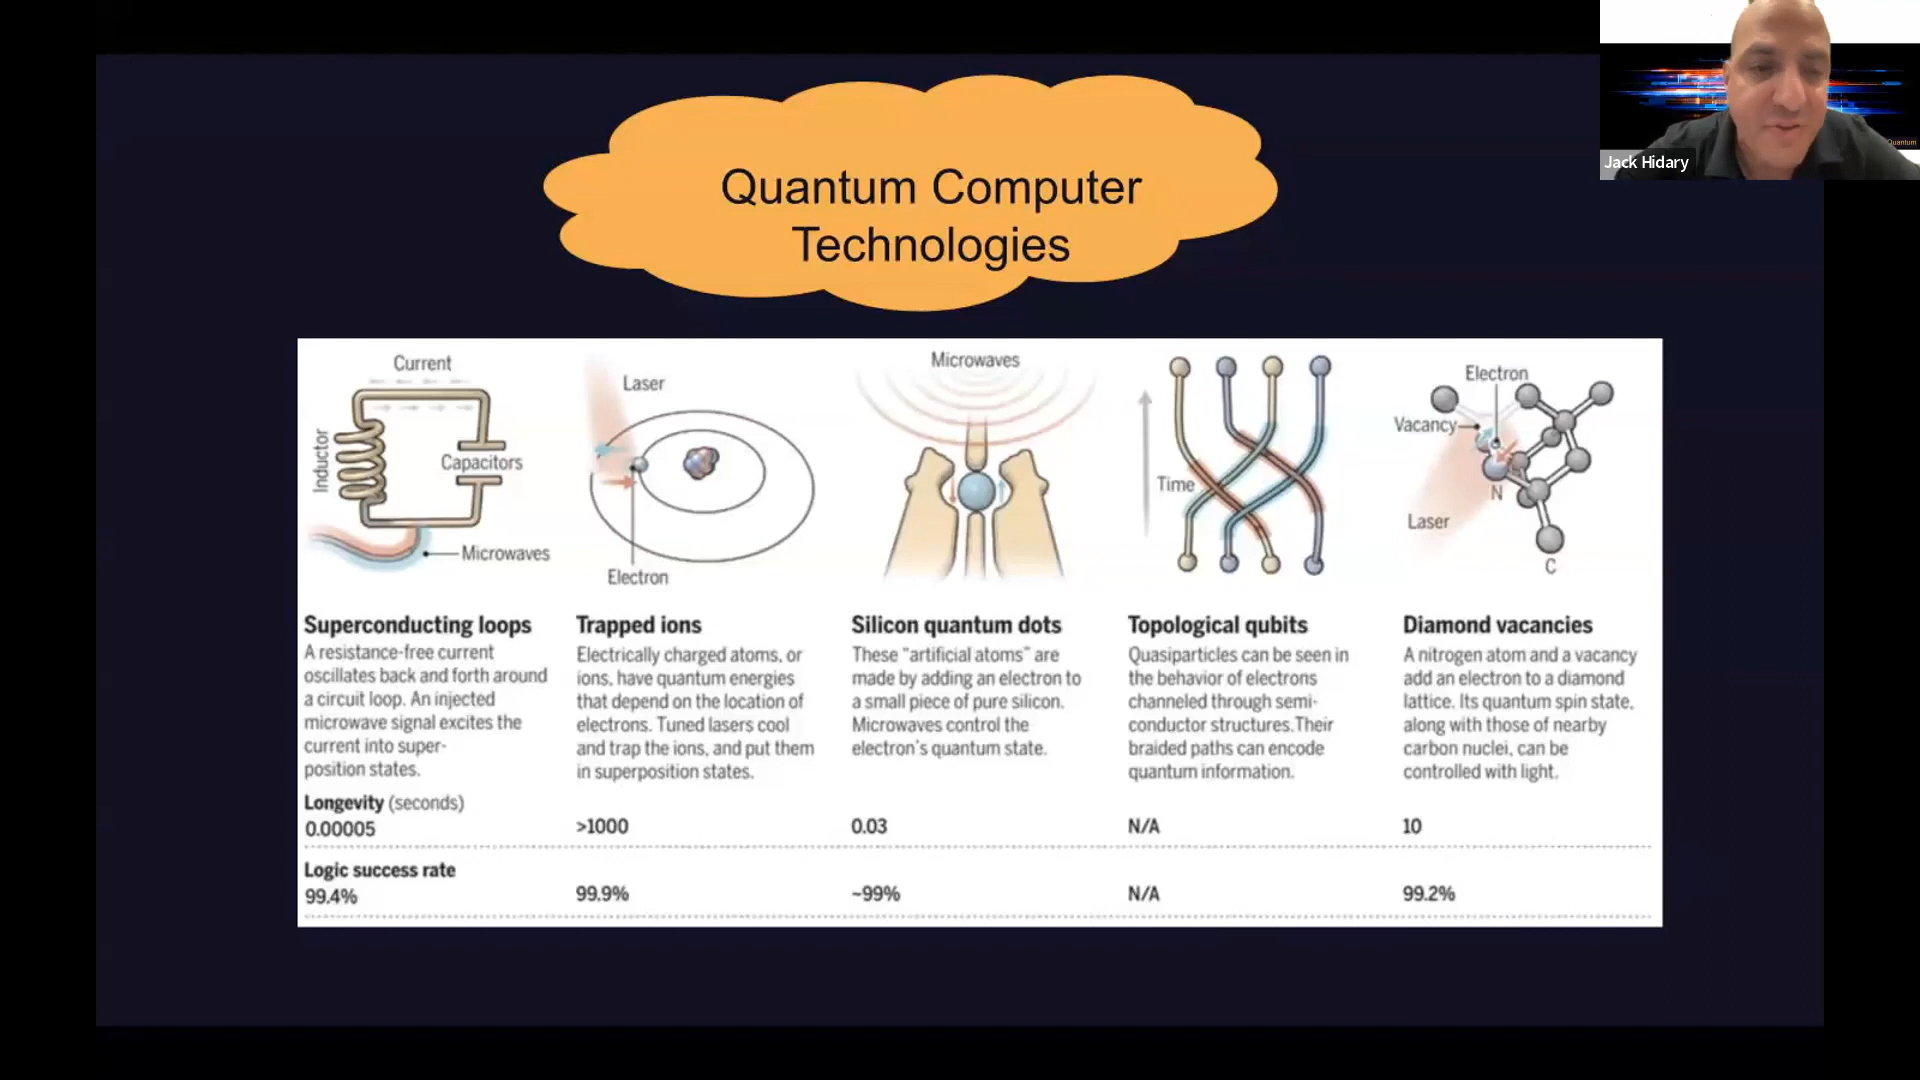 Quantum
Jack Hidary
Quantum Computer
Technologies
Current
Inductor
Capacitors
Microwaves
Laser
Electron
Microwaves
Time
Electron
Vacancy
N
Laser
C
Superconducting loops
A resistance-free current
oscillates back and forth around
a circuit loop. An injected
microwave signal excites the
current into super-
position states.
Longevity (seconds)
0.00005
Logic success rate
99.4%
Trapped ions
Electrically charged atoms, or
ions, have quantum energies
that depend on the location of
electrons. Tuned lasers cool
and trap the ions, and put them
in superposition states.
>1000
99.9%
Silicon quantum dots
These "artificial atoms" are
made by adding an electron to
a small piece of pure silicon.
Microwaves control the
electron's quantum state.
0.03
~99%
Topological qubits
Quasiparticles can be seen in
the behavior of electrons
channeled through semi-
conductor structures.Their
braided paths can encode
quantum information.
N/A
N/A
Diamond vacancies
A nitrogen atom and a vacancy
add an electron to a diamond
lattice. Its quantum spin state,
along with those of nearby
carbon nuclei, can be
controlled with light.
10
99.2%